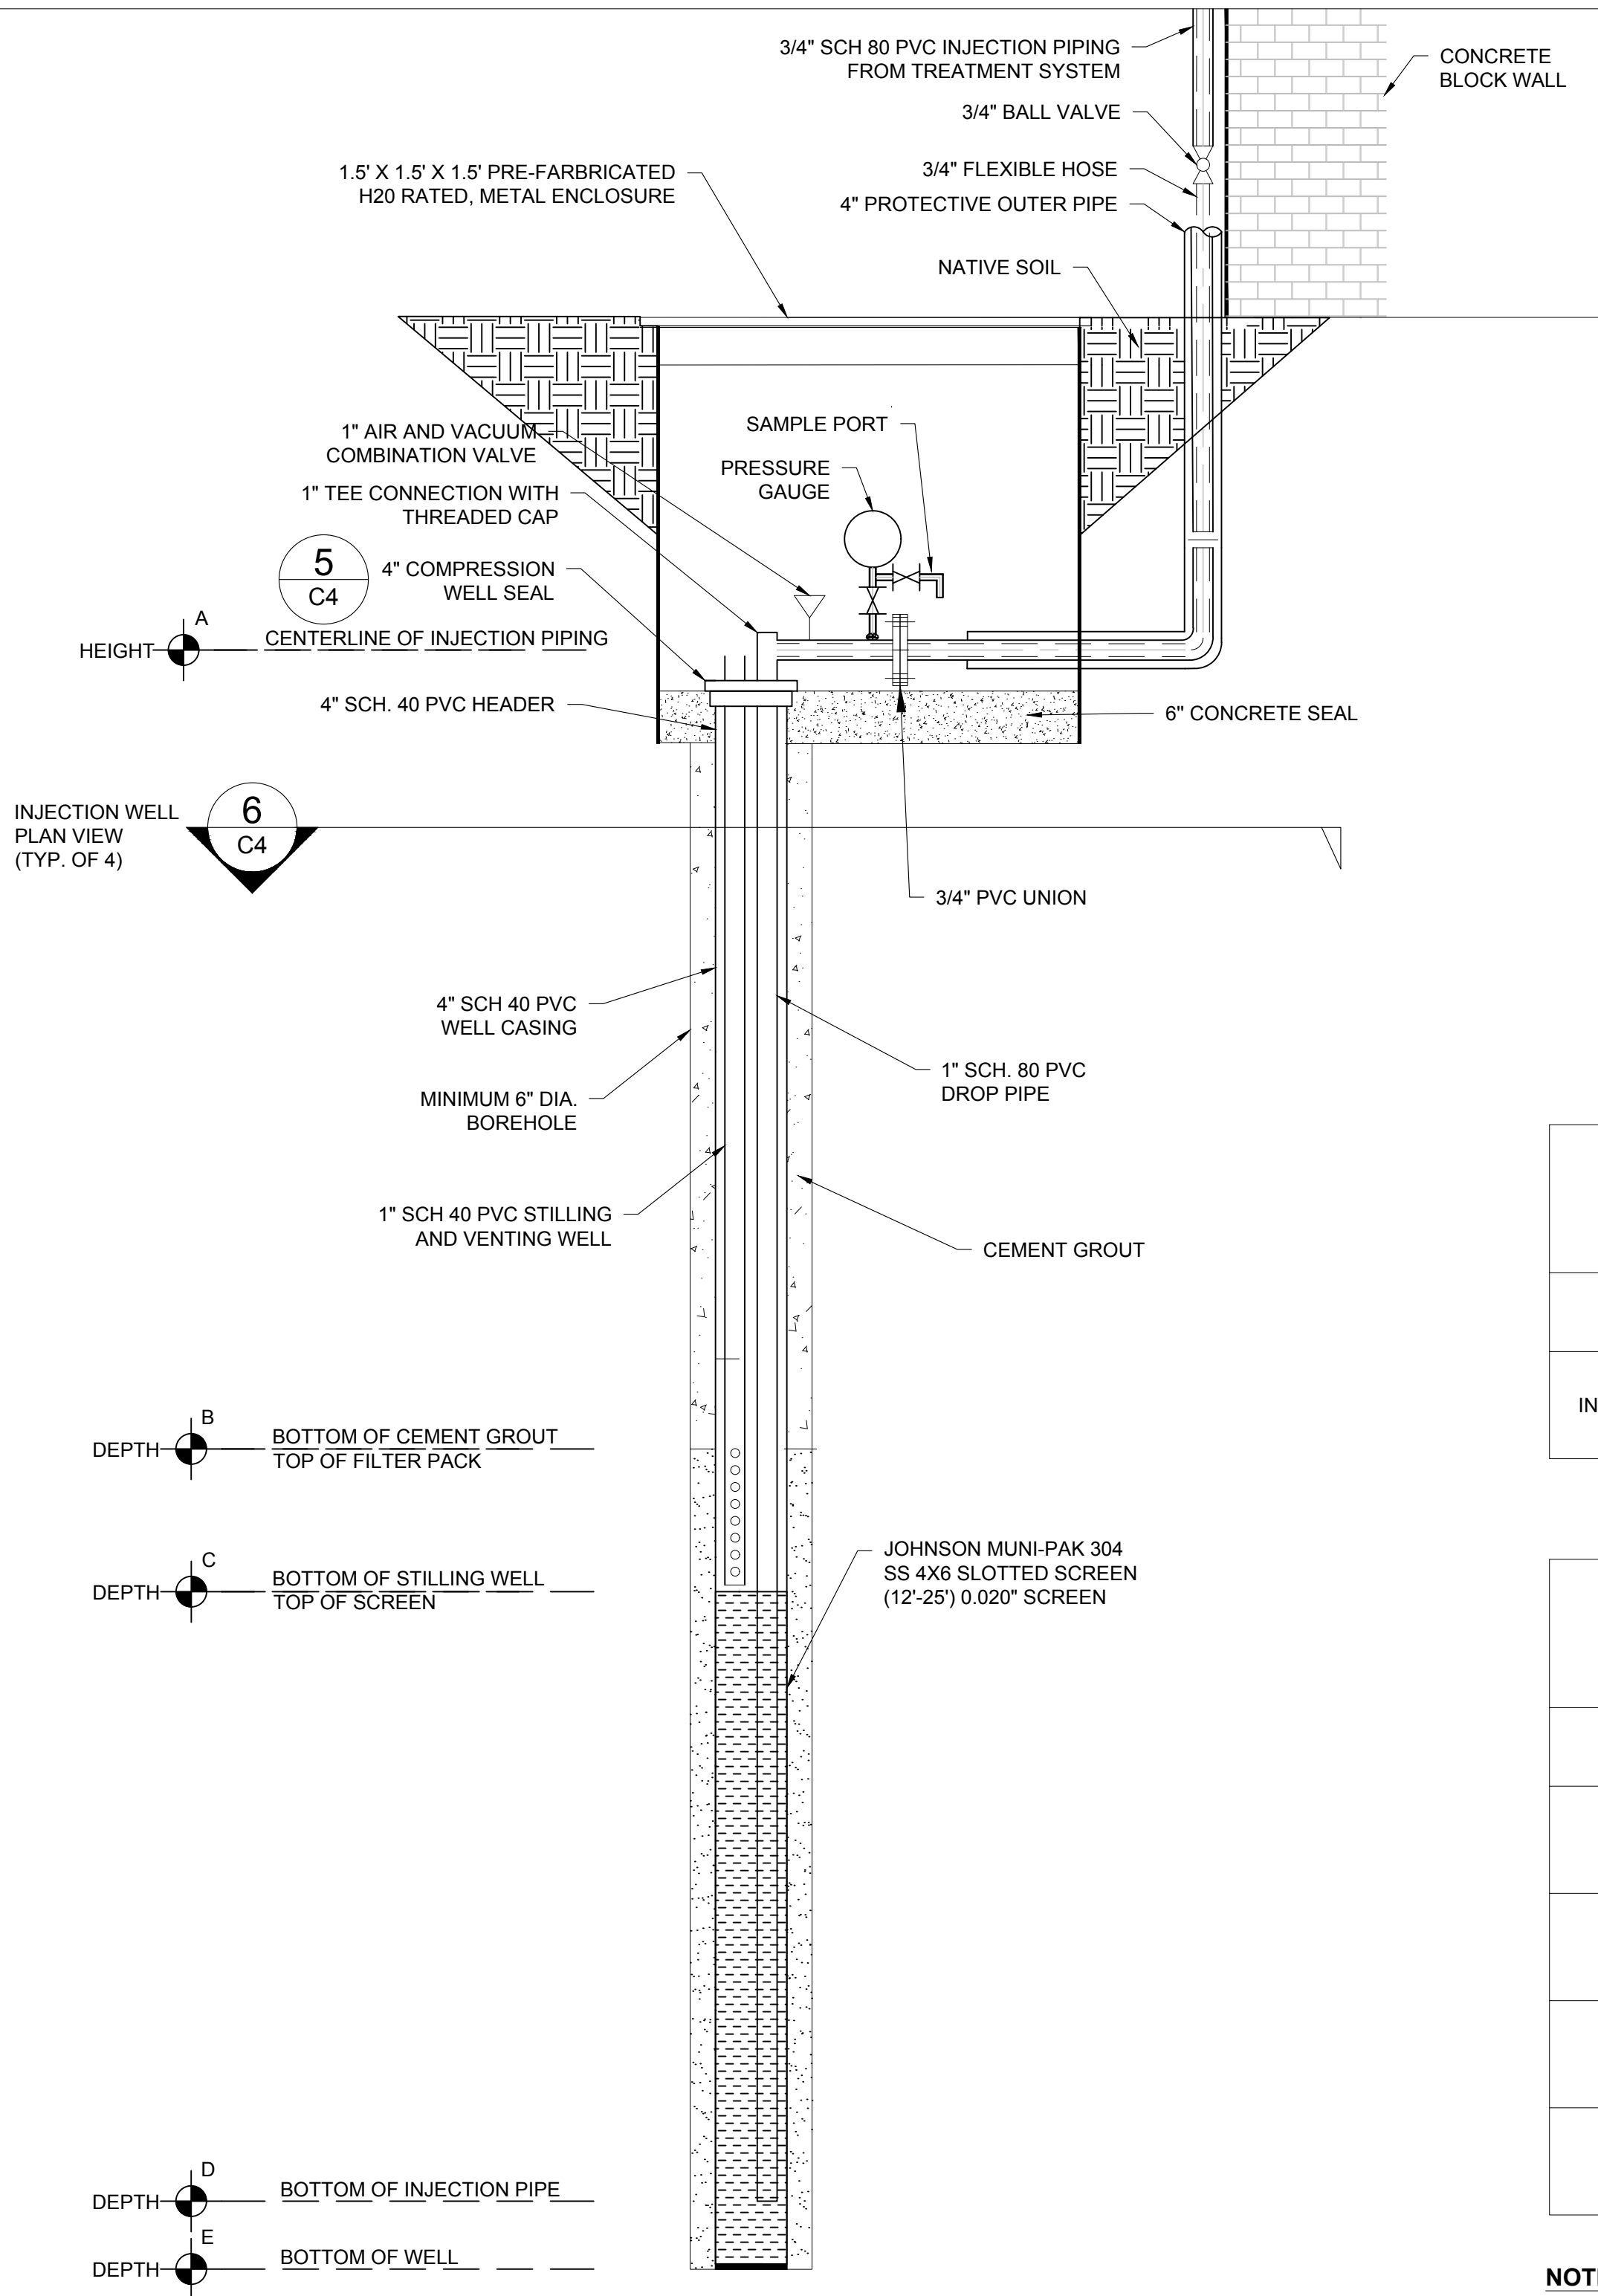 3/4" SCH 80 PVC INJECTION PIPING
FROM TREATMENT SYSTEM
CONCRETE
BLOCK WALL
3/4" BALL VALVE
1.5' X 1.5' X 1.5' PRE-FARBRICATED
H20 RATED, METAL ENCLOSURE
3/4" FLEXIBLE HOSE
4" PROTECTIVE OUTER PIPE
NATIVE SOIL
1" AIR AND VACUUM
COMBINATION VALVE
SAMPLE PORT
PRESSURE
GAUGE
1" TEE CONNECTION WITH
THREADED CAP
5
C4
4" COMPRESSION
WELL SEAL
A
HEIGHT
CENTERLINE OF INJECTION PIPING
4" SCH. 40 PVC HEADER
6" CONCRETE SEAL
INJECTION WELL
PLAN VIEW
(TYP. OF 4)
6
C4
3/4" PVC UNION
4" SCH 40 PVC
WELL CASING
1" SCH. 80 PVC
DROP PIPE
MINIMUM 6" DIA.
BOREHOLE
1" SCH 40 PVC STILLING
AND VENTING WELL
CEMENT GROUT
IN
B
DEPTH
BOTTOM OF CEMENT GROUT
TOP OF FILTER PACK
C
DEPTH
BOTTOM OF STILLING WELL
TOP OF SCREEN
JOHNSON MUNI-PAK 304
SS 4X6 SLOTTED SCREEN
(12'-25') 0.020" SCREEN
D
DEPTH
BOTTOM OF INJECTION PIPE
E
DEPTH
BOTTOM OF WELL